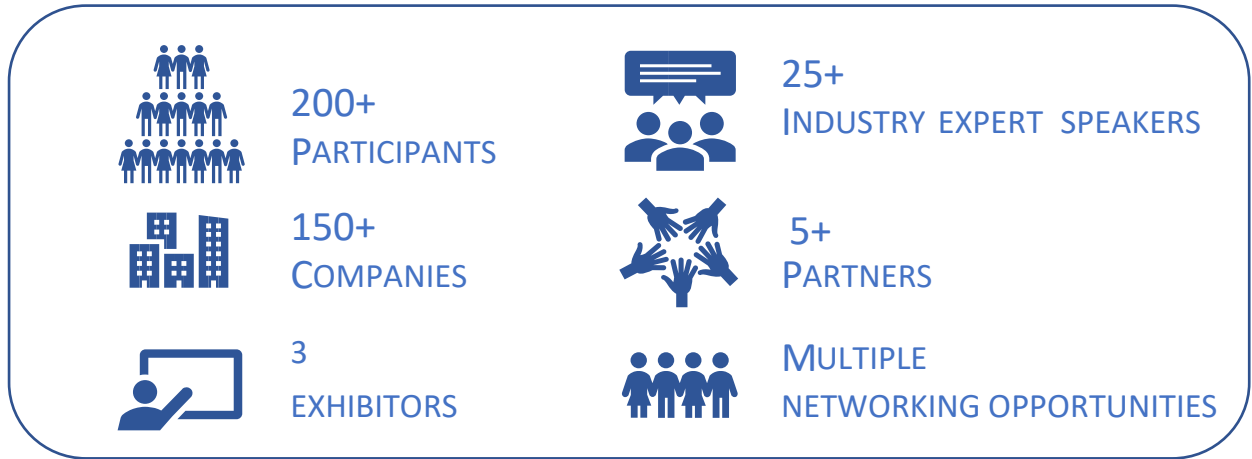 200+
PARTICIPANTS
150+
COMPANIES
3
EXHIBITORS
25+
INDUSTRY EXPERT SPEAKERS
5+
PARTNERS
MULTIPLE
NETWORKING OPPORTUNITIES